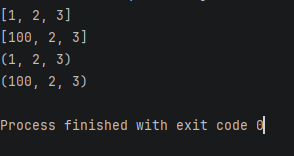 [1, 2, 3]
[100, 2, 3]
(1, 2, 3)
(100, 2, 3)
Process finished with exit code 0